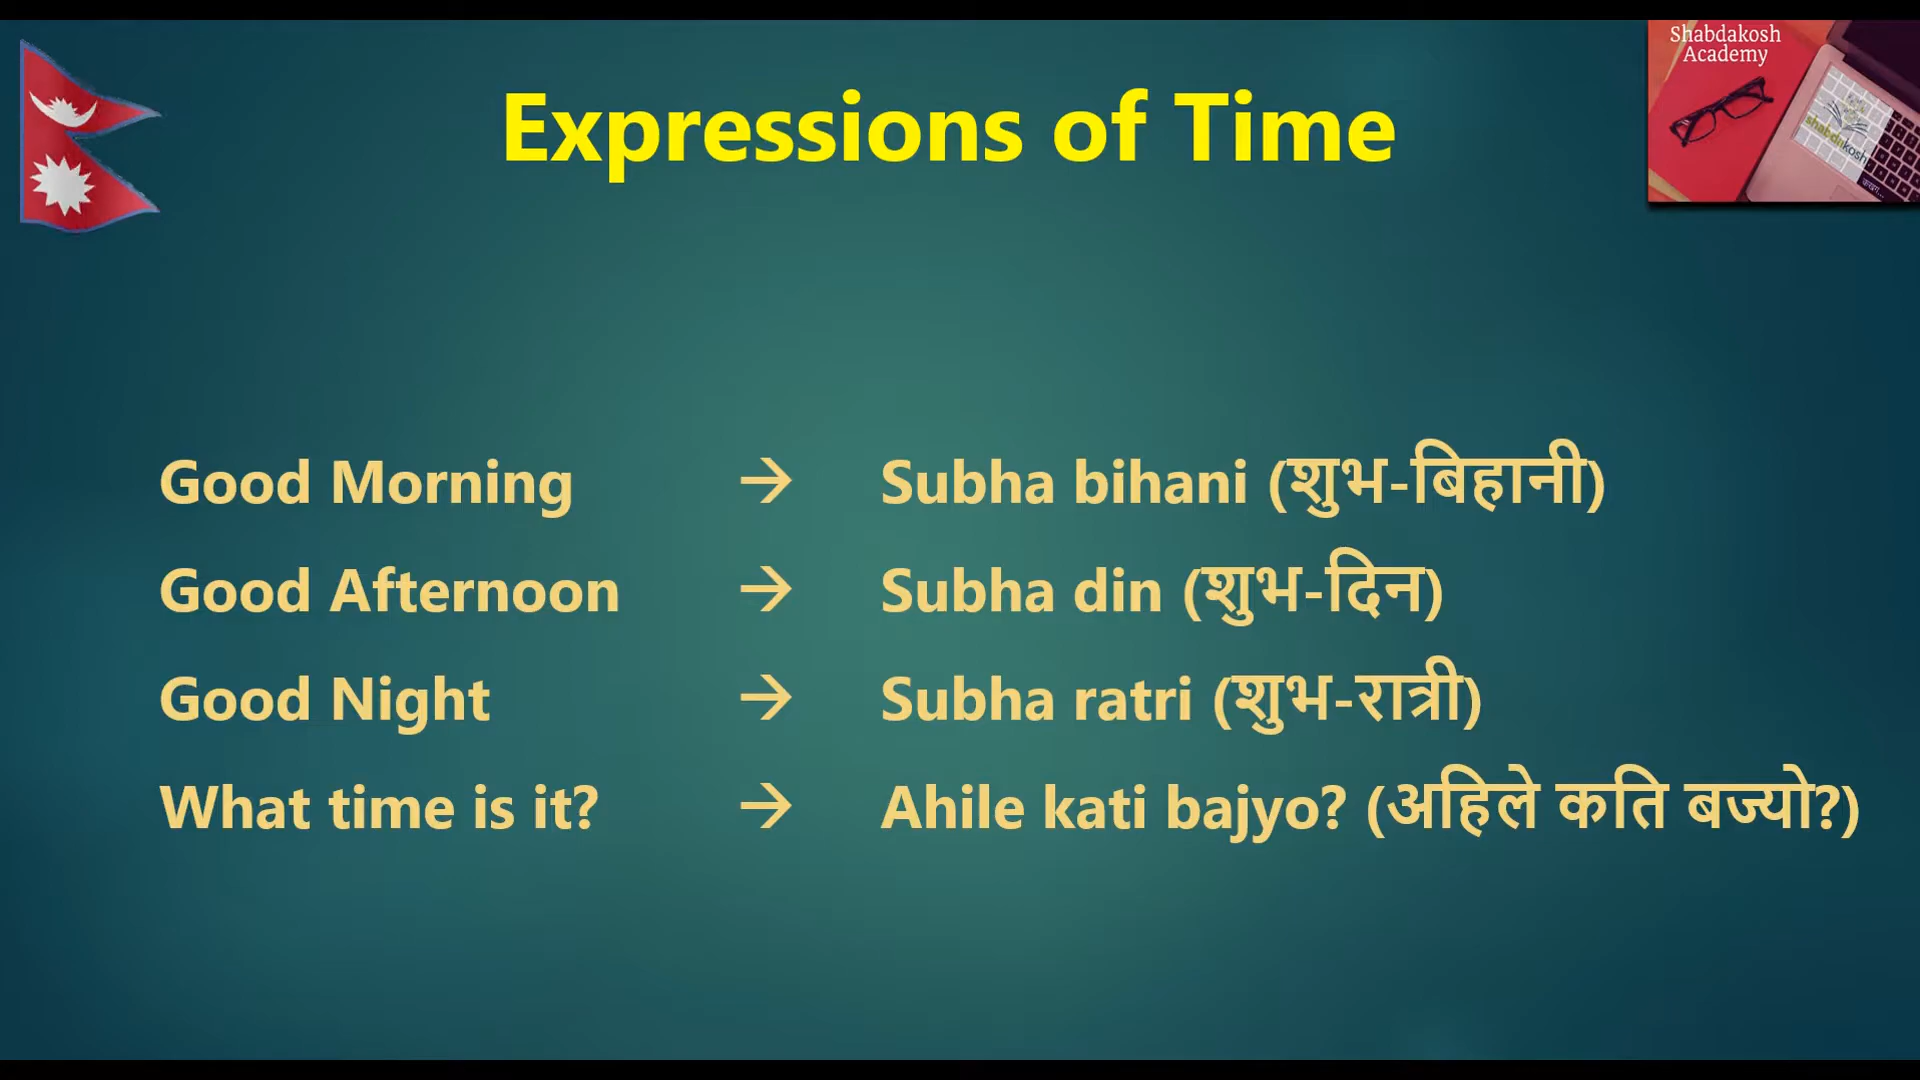 Shabdakosh
Academy
Expressions of Time
shabdkosh
Good Morning → Subha bihani (शुभ-बिहानी)
Good Afternoon → Subha din (शुभ-दिन)
Good Night → Subha ratri (शुभ-रात्री)
What time is it? → Ahile kati bajyo? (अहिले कति बज्यो?)